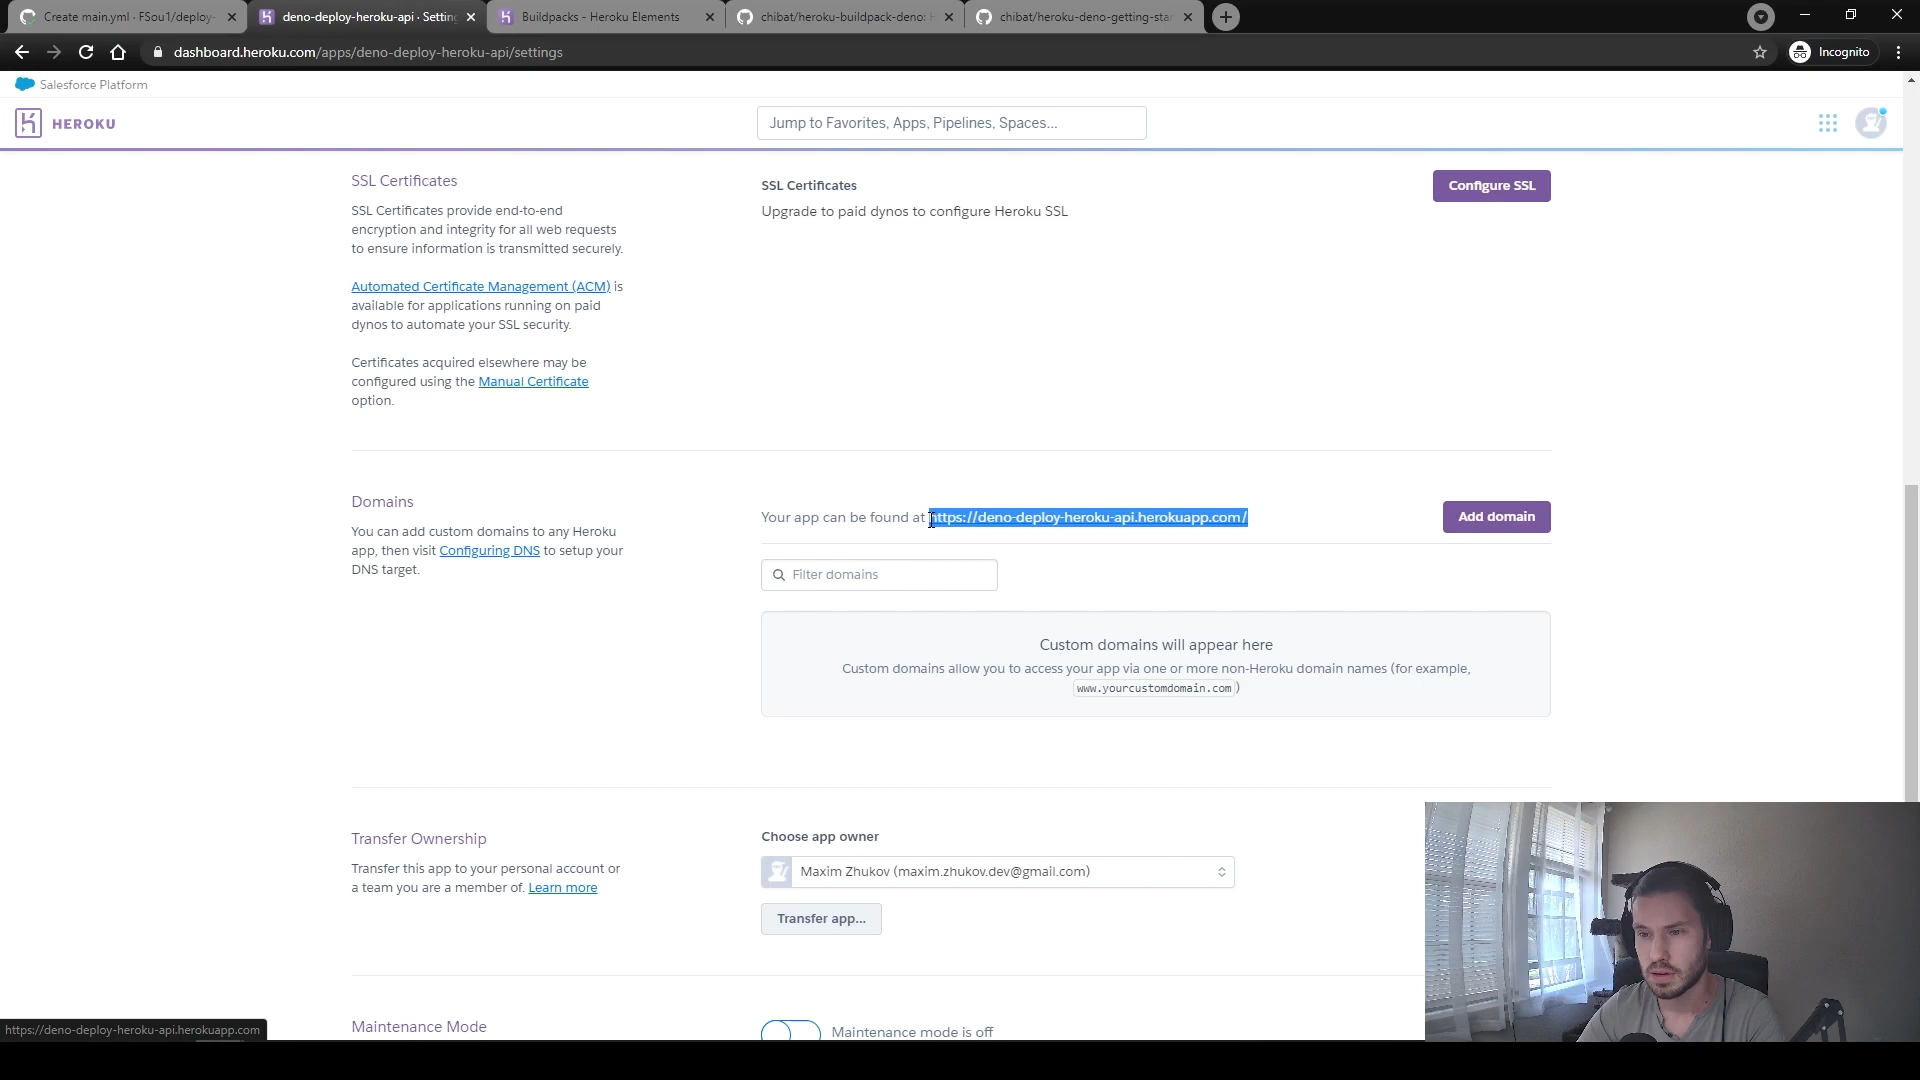 Create main.yml · FSou1/deploy-
deno-deploy-heroku-api · Setting
Buildpacks - Heroku Elements
chibat/heroku-buildpack-deno: H
chibat/heroku-deno-getting-star
dashboard.heroku.com/apps/deno-deploy-heroku-api/settings
Incognito
Salesforce Platform
HEROKU
Jump to Favorites, Apps, Pipelines, Spaces...
SSL Certificates
SSL Certificates provide end-to-end
encryption and integrity for all web requests
to ensure information is transmitted securely.
Automated Certificate Management (ACM) is
available for applications running on paid
dynos to automate your SSL security.
Certificates acquired elsewhere may be
configured using the Manual Certificate
option.
SSL Certificates
Upgrade to paid dynos to configure Heroku SSL
Configure SSL
Domains
You can add custom domains to any Heroku
app, then visit Configuring DNS to setup your
DNS target.
Your app can be found at https://deno-deploy-heroku-api.herokuapp.com/
Add domain
Filter domains
Custom domains will appear here
Custom domains allow you to access your app via one or more non-Heroku domain names (for example,
www.yourcustomdomain.com )
Transfer Ownership
Transfer this app to your personal account or
a team you are a member of. Learn more
Choose app owner
Maxim Zhukov (maxim.zhukov.dev@gmail.com)
Transfer app...
Maintenance Mode
Maintenance mode is off
https://deno-deploy-heroku-api.herokuapp.com